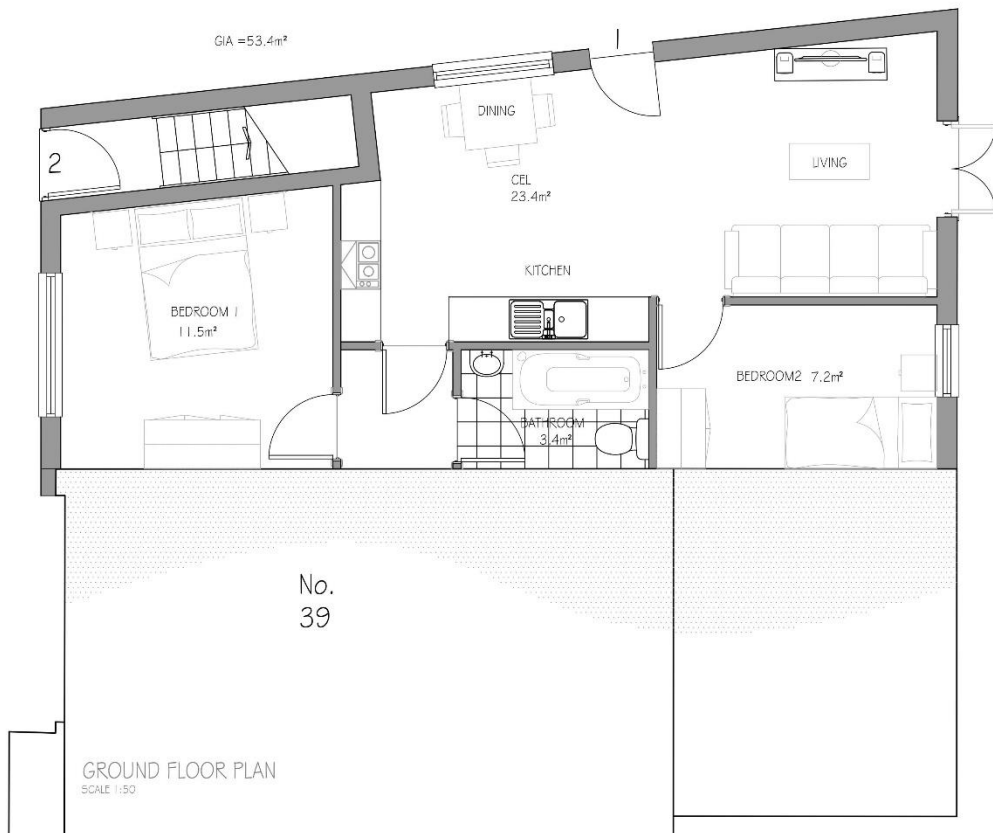 GIA =53.4m²
1
DINING
2
LIVING
CEL
23.4m²
KITCHEN
BEDROOM 1
11.5m²
BEDROOM2 7.2m²
BATHROOM
3.4m²
No.
39
GROUND FLOOR PLAN
SCALE 1:50